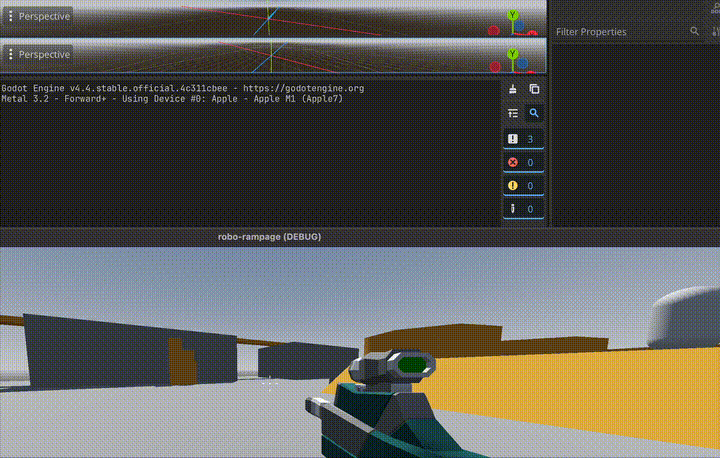 Perspective
Y
Filter Properties
Perspective
Y
Godot Engine v4.4.stable.official.4c311cbee - https://godotengine.org
Metal 3.2 - Forward+ - Using Device #0: Apple - Apple M1 (Apple7)
3
0
0
0
robo-rampage (DEBUG)